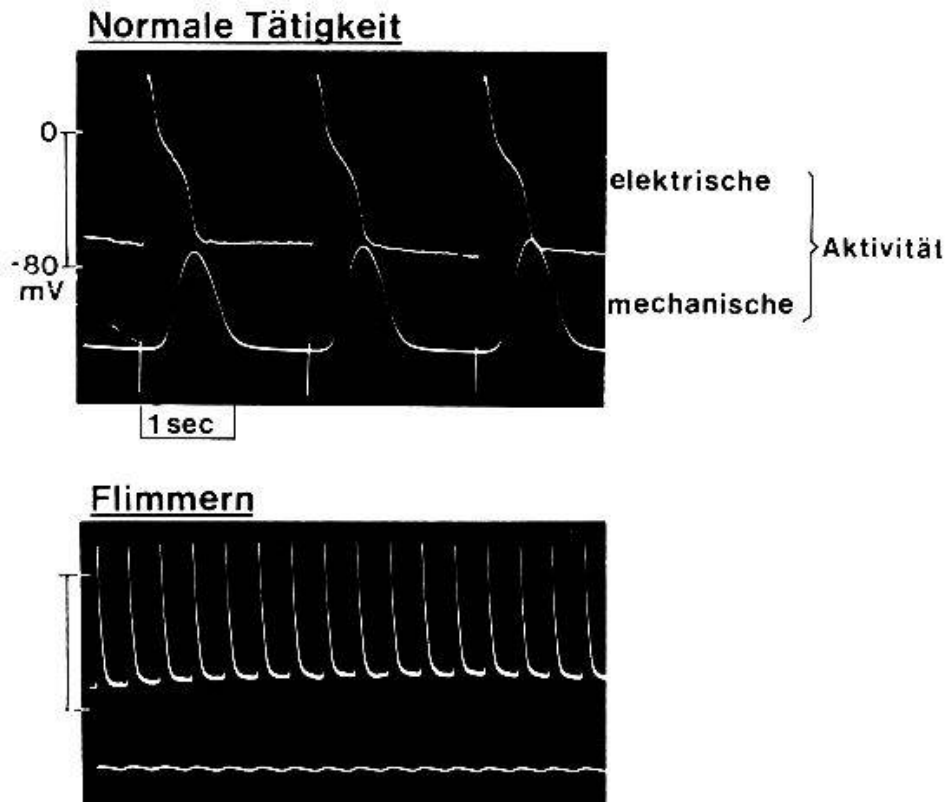 Normale Tätigkeit
0
elektrische
-80
mV
Aktivität
mechanische
1 sec
Flimmern